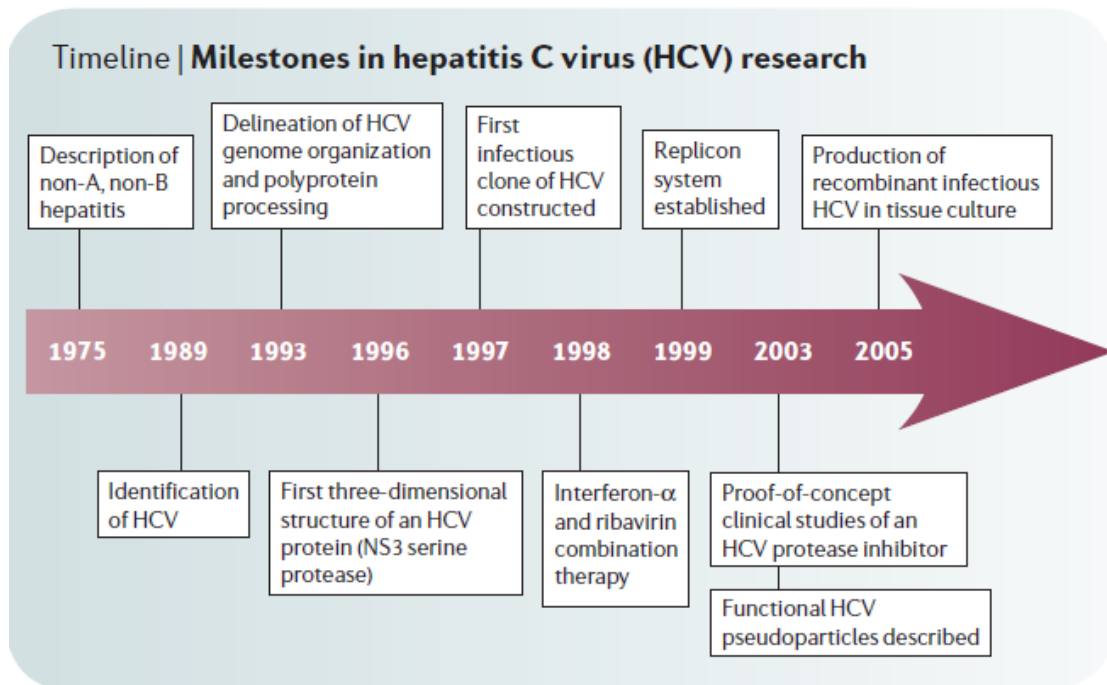 Timeline | Milestones in hepatitis C virus (HCV) research
Description of
non-A, non-B
hepatitis
Delineation of HCV
genome organization
and polyprotein
processing
First
infectious
clone of HCV
constructed
Replicon
system
established
Production of
recombinant infectious
HCV in tissue culture
1975 1989 1993 1996 1997 1998 1999 2003 2005
Identification
of HCV
First three-dimensional
structure of an HCV
protein (NS3 serine
protease)
Interferon-α
and ribavirin
combination
therapy
Proof-of-concept
clinical studies of an
HCV protease inhibitor
Functional HCV
pseudoparticles described